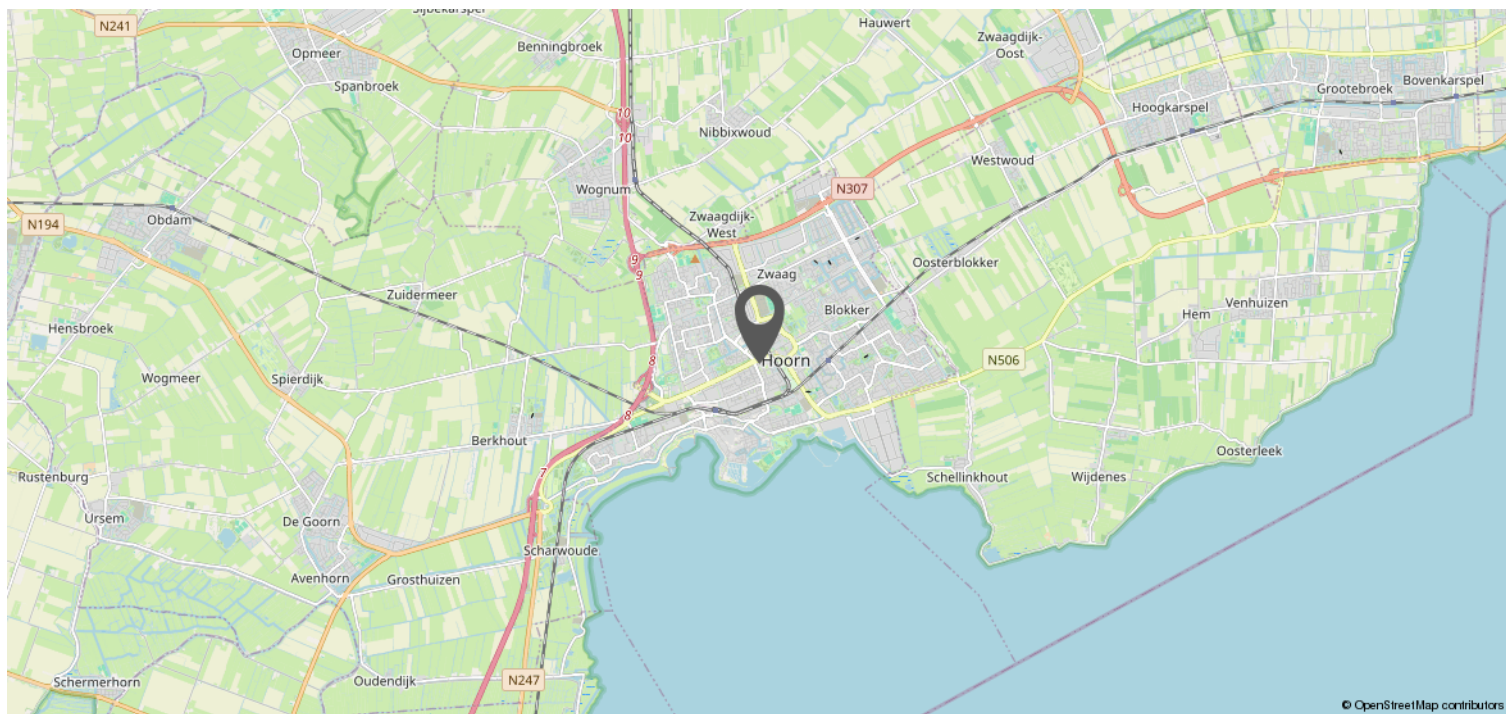 Sijbekarspel
N241
Hauwert
Opmeer
Benningbroek
Zwaagdijk-
Oost
Spanbroek
Bovenkarspel
Grootebroek
Hoogkarspel
10
10
Nibbixwoud
Westwoud
Wognum
N307
Obdam
N194
Zwaagdijk-
West
9
9
Oosterblokker
Zwaag
Zuidermeer
Venhuizen
Blokker
Hem
Hensbroek
Hoorn
N506
8
Wogmeer
Spierdijk
8
Berkhout
Oosterleek
7
Rustenburg
Schellinkhout
Wijdenes
Ursem
De Goorn
Scharwoude
Avenhorn
Grosthuizen
Schermerhorn
Oudendijk
N247
© OpenStreetMap contributors